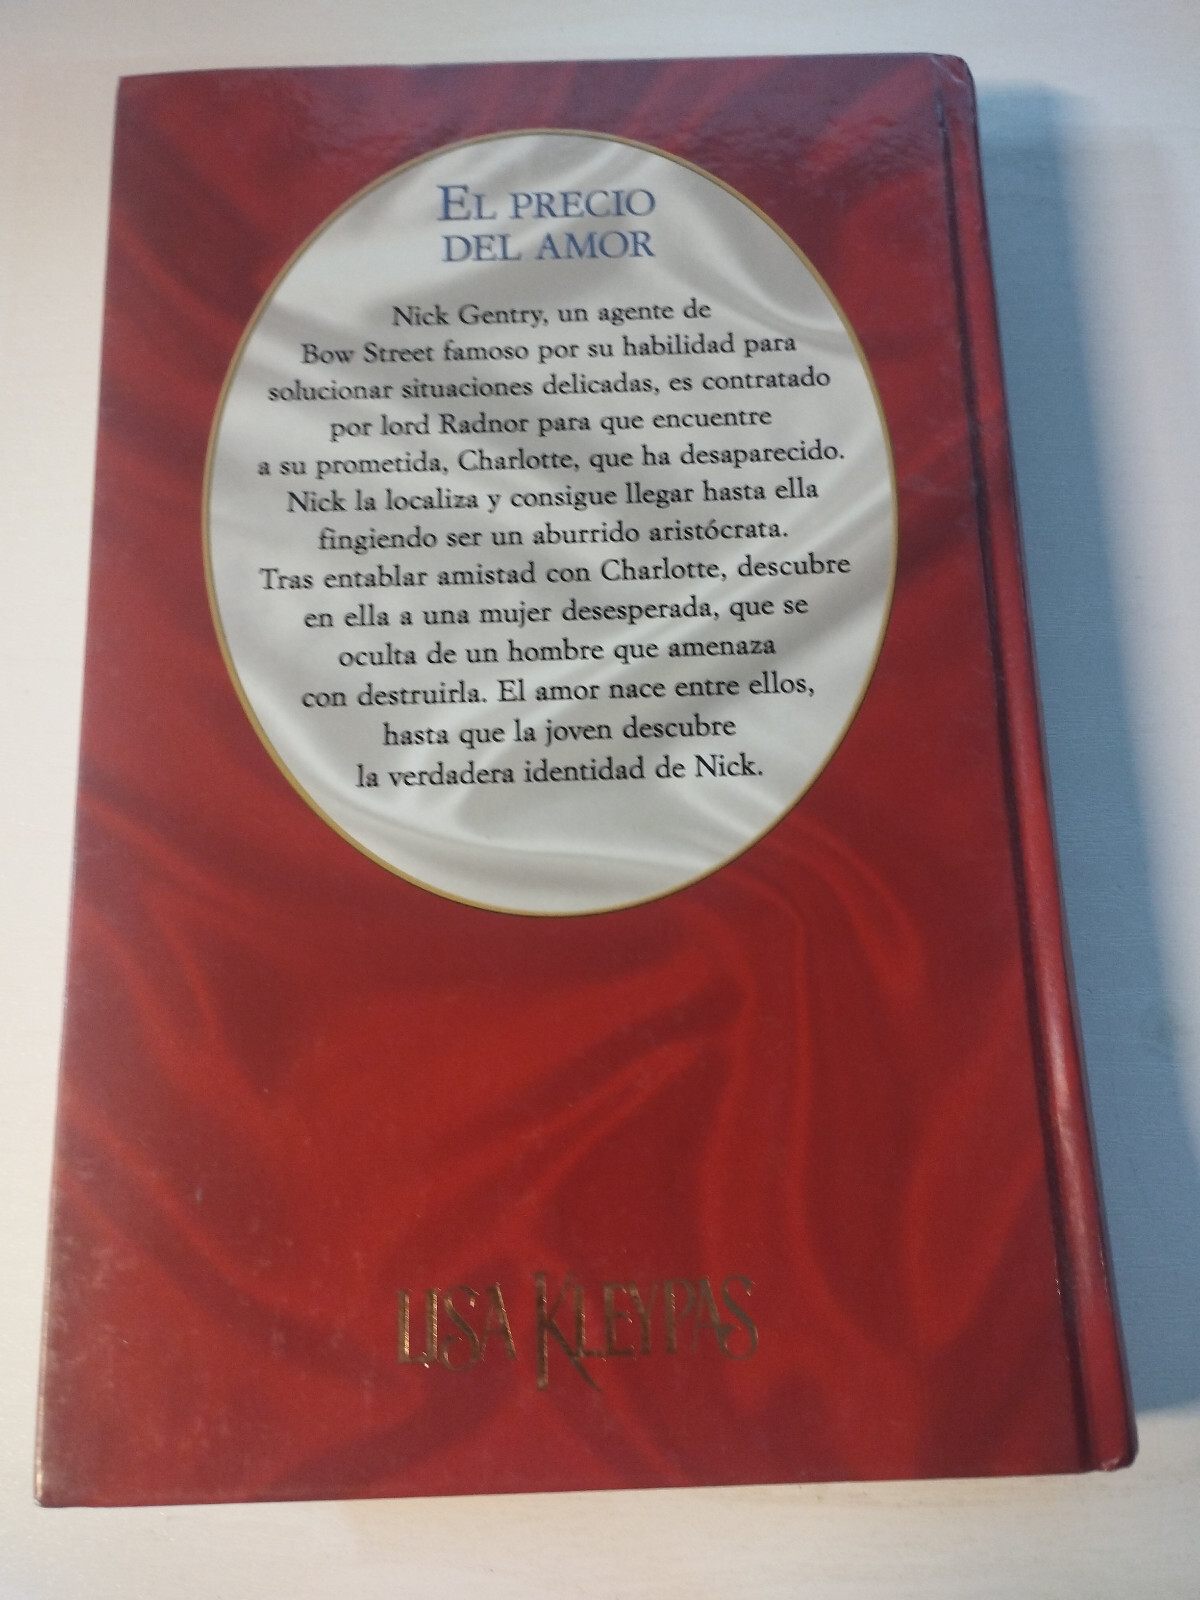 EL PRECIO
DEL AMOR
Nick Gentry, un agente de
Bow Street famoso por su habilidad para
solucionar situaciones delicadas, es contratado
por lord Radnor para que encuentre
a su prometida, Charlotte, que ha desaparecido.
Nick la localiza y consigue llegar hasta ella
fingiendo ser un aburrido aristócrata.
Tras entablar amistad con Charlotte, descubre
en ella a una mujer desesperada, que se
oculta de un hombre que amenaza
con destruirla. El amor nace entre ellos,
hasta que la joven descubre
la verdadera identidad de Nick.
LISA KLEYPAS